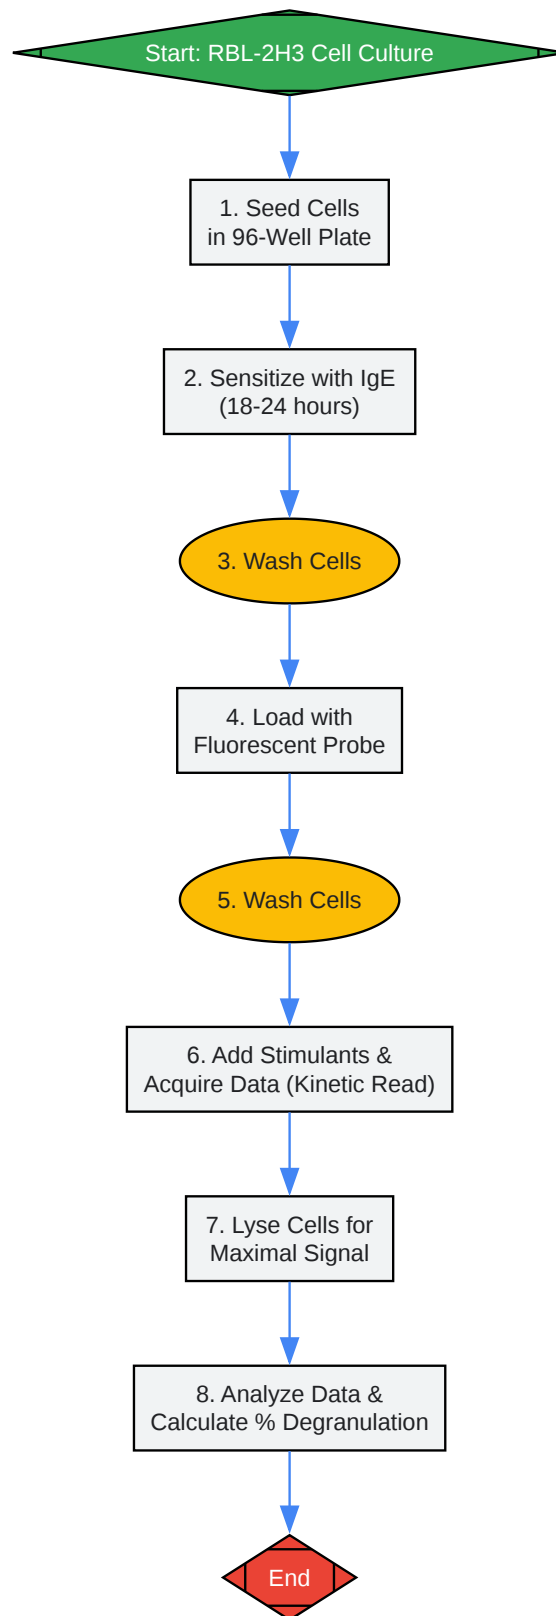 Start: RBL-2H3 Cell Culture
1. Seed Cells
in 96-Well Plate
2. Sensitize with IgE
(18-24 hours)
3. Wash Cells
4. Load with
Fluorescent Probe
5. Wash Cells
6. Add Stimulants &
Acquire Data (Kinetic Read)
7. Lyse Cells for
Maximal Signal
8. Analyze Data &
Calculate % Degranulation
End